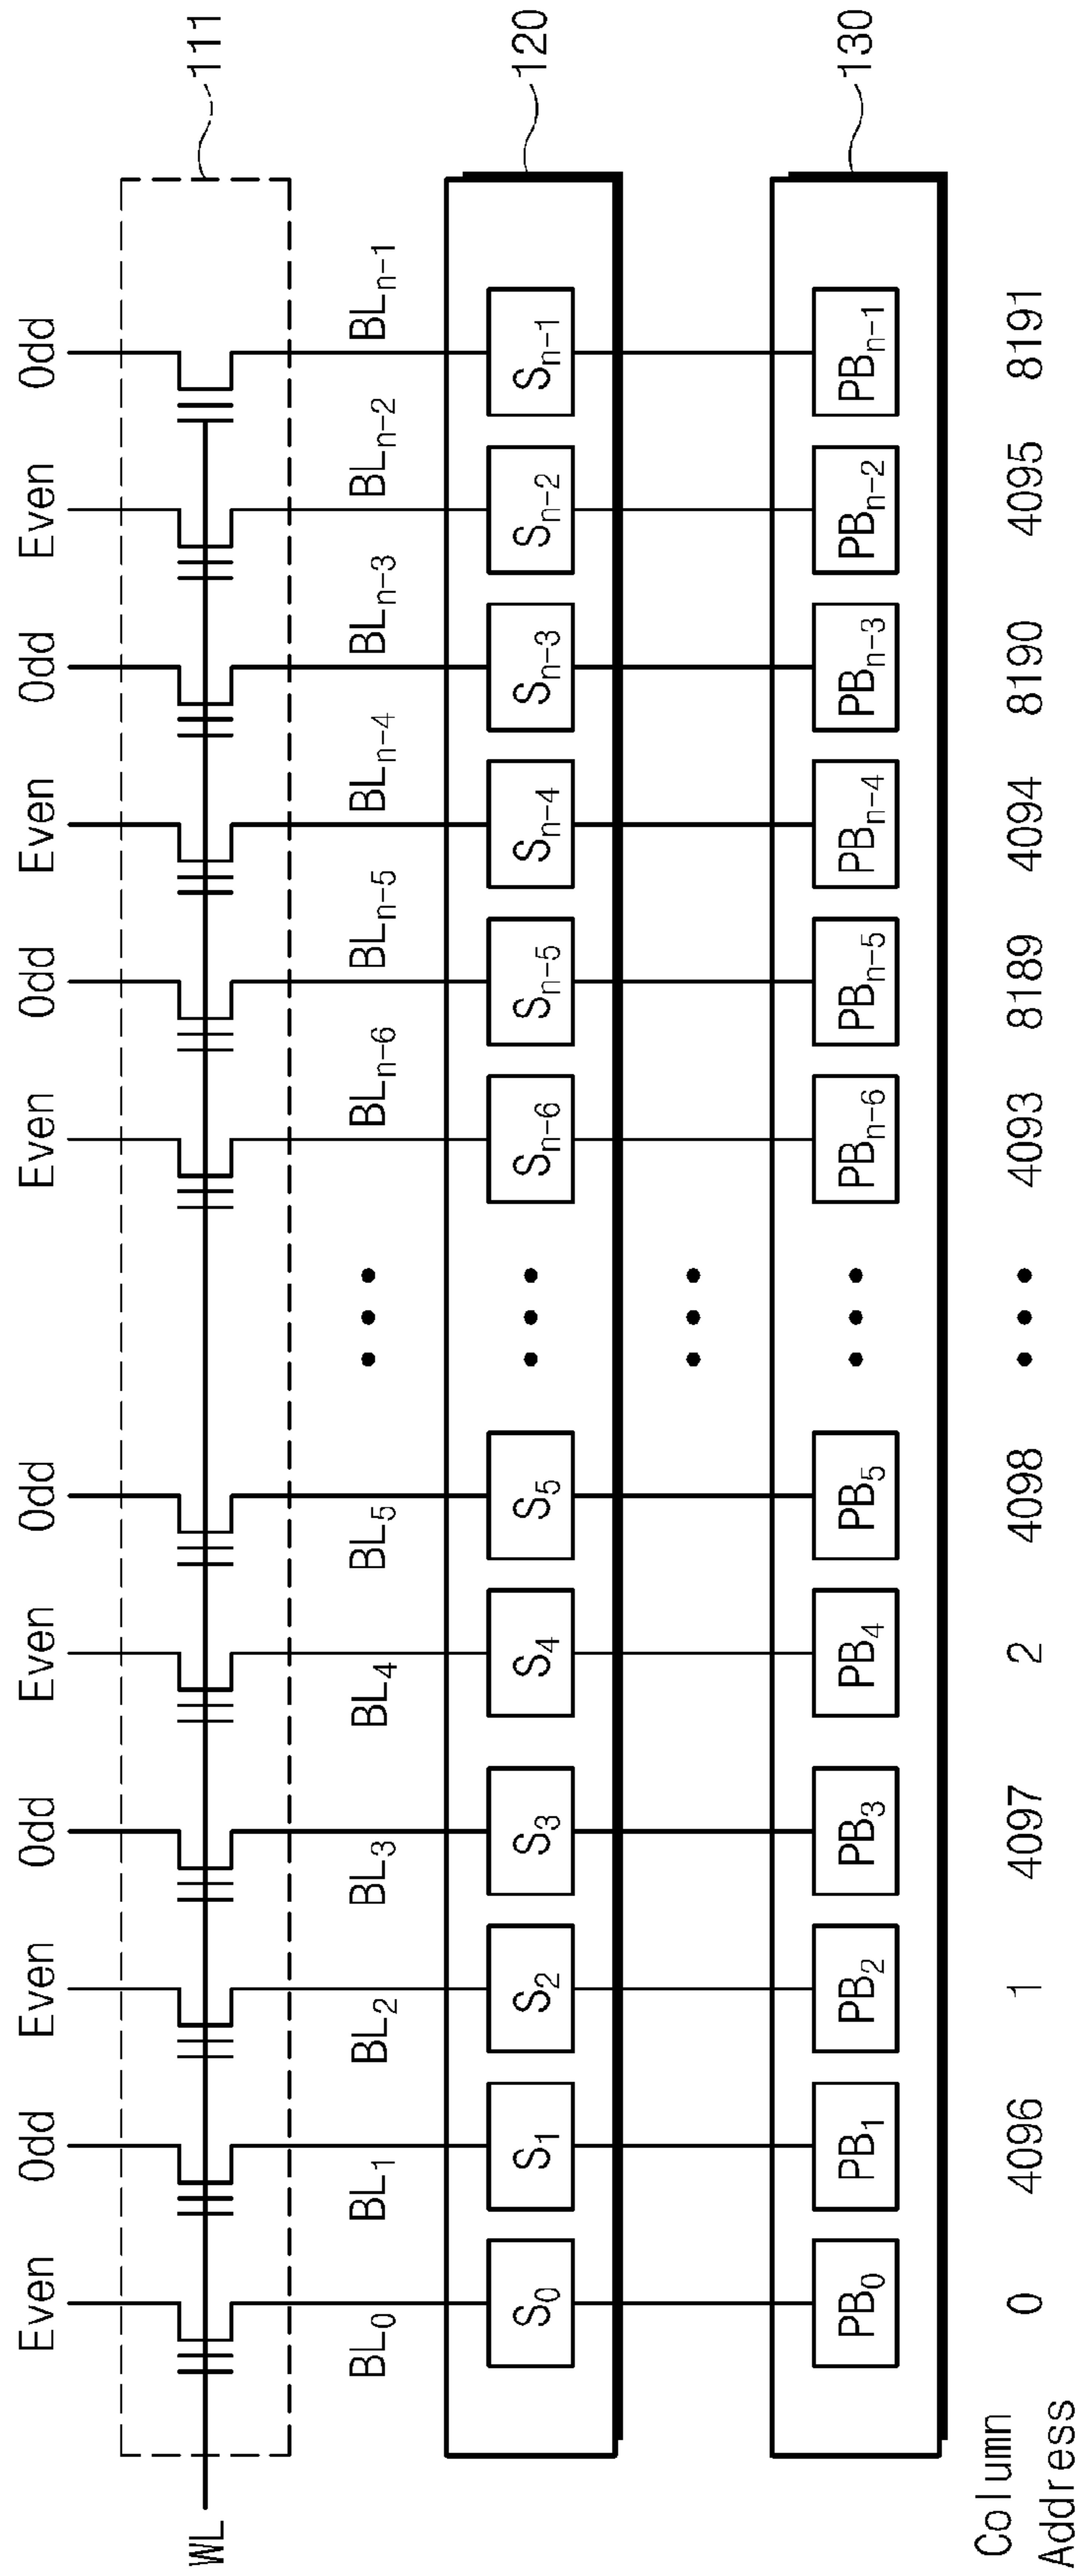 Even Odd Even Odd Even Odd Even Odd Even Odd Even Odd
WL
111
BL0 BL1 BL2 BL3 BL4 BL5 BLn-6 BLn-5 BLn-4 BLn-3 BLn-2 BLn-1
S0 S1 S2 S3 S4 S5 Sn-6 Sn-5 Sn-4 Sn-3 Sn-2 Sn-1
120
PB0 PB1 PB2 PB3 PB4 PB5 PBn-6 PBn-5 PBn-4 PBn-3 PBn-2 PBn-1
130
Column
Address
0 4096 1 4097 2 4098 4093 8189 4094 8190 4095 8191